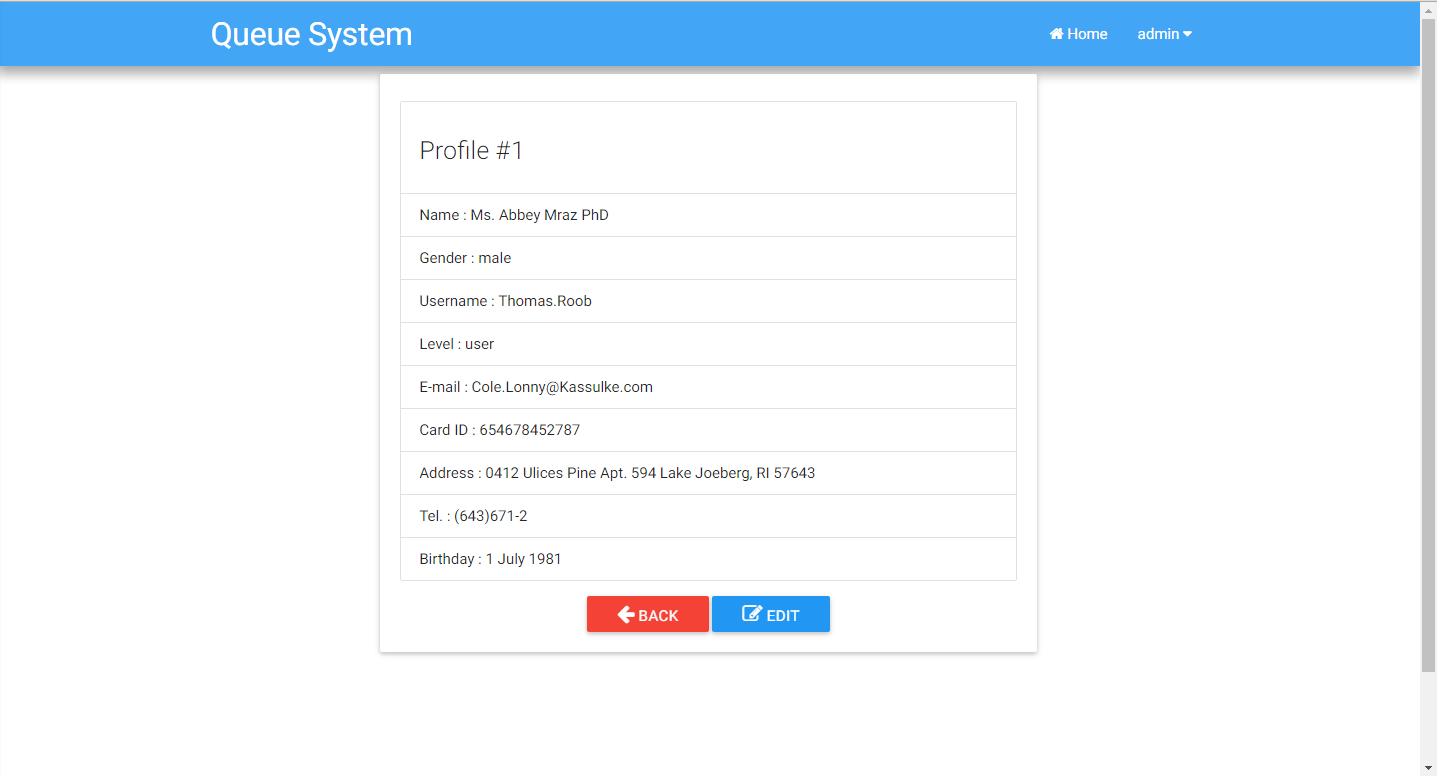 Queue System
Home
admin
Profile #1
Name : Ms. Abbey Mraz PhD
Gender : male
Username : Thomas.Roob
Level : user
E-mail : Cole.Lonny@Kassulke.com
Card ID : 654678452787
Address : 0412 Ulices Pine Apt. 594 Lake Joeberg, RI 57643
Tel. : (643)671-2
Birthday : 1 July 1981
BACK
EDIT